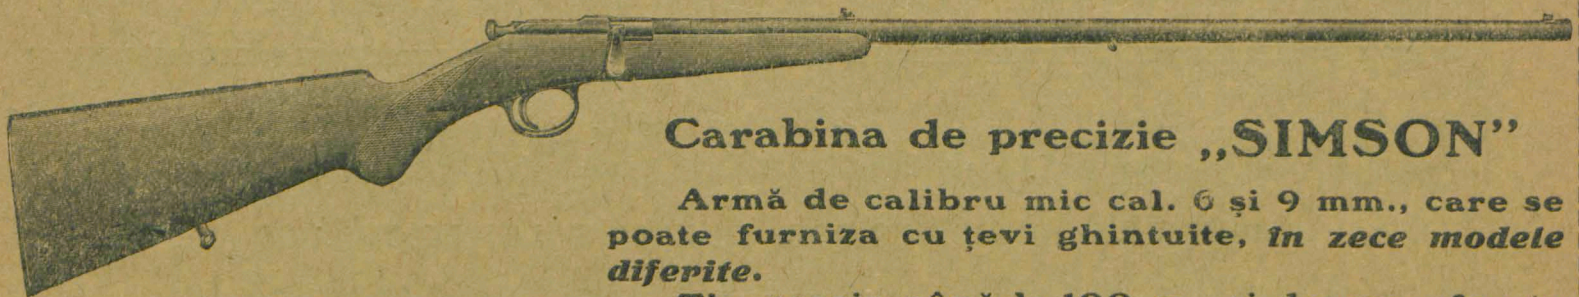 Carabina de precizie „SIMSON”
Armă de calibru mic cal. 6 și 9 mm., care se
poate furniza cu țevi ghintuite, în zece modele
diferite.